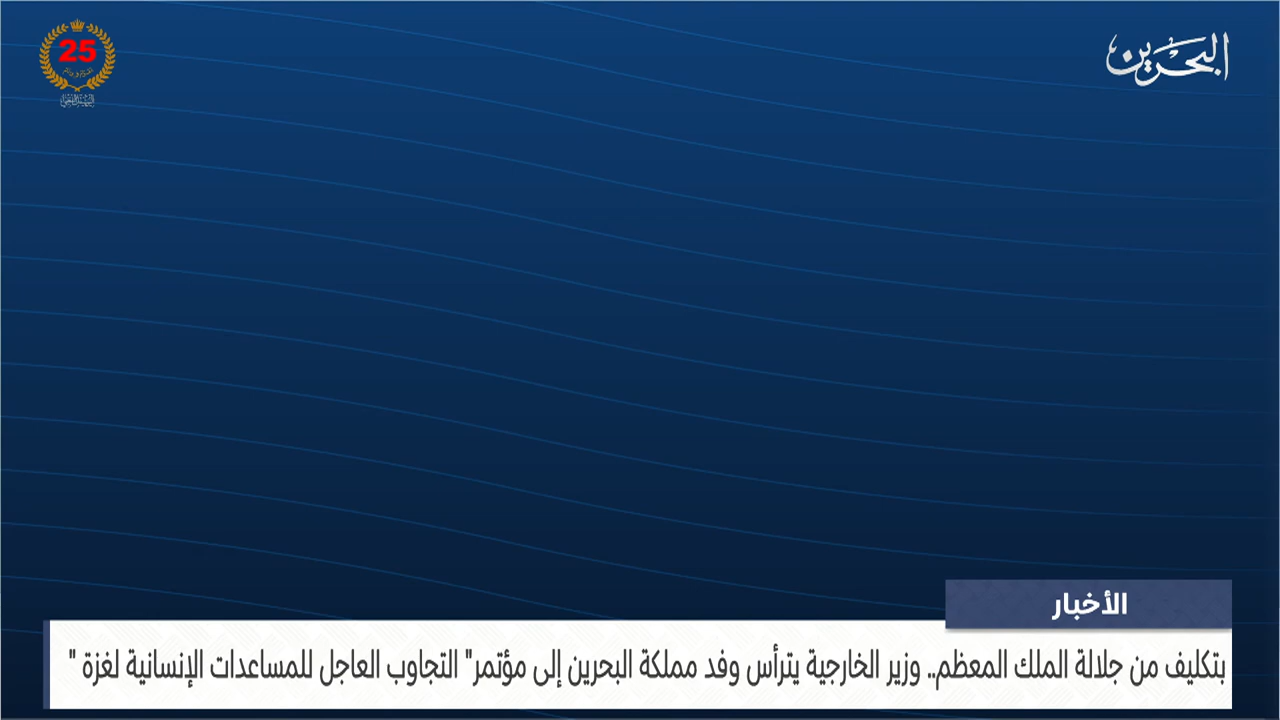 البحرين
25
الأخبار
بتكليف من جلالة الملك المعظم.. وزير الخارجية يترأس وفد مملكة البحرين إلى مؤتمر" التجاوب العاجل للمساعدات الإنسانية لغزة "